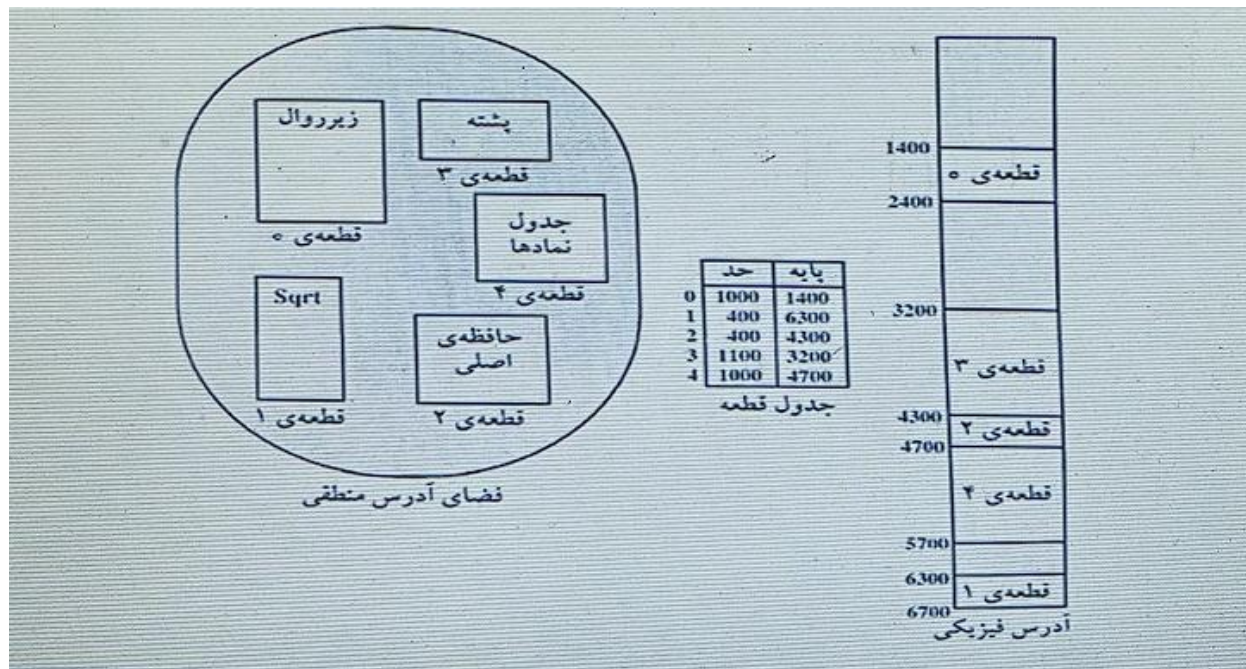 زیرروال
قطعه‌ی ۰
پشته
قطعه‌ی ۳
جدول
نمادها
قطعه‌ی ۴
Sqrt
قطعه‌ی ۱
حافظه‌ی
اصلی
قطعه‌ی ۲
فضای آدرس منطقی
حد پایه
0 1000 1400
1 400 6300
2 400 4300
3 1100 3200
4 1000 4700
جدول قطعه
1400
قطعه‌ی ۰
2400
3200
قطعه‌ی ۳
4300
قطعه‌ی ۲
4700
قطعه‌ی ۴
5700
6300
قطعه‌ی ۱
6700
آدرس فیزیکی